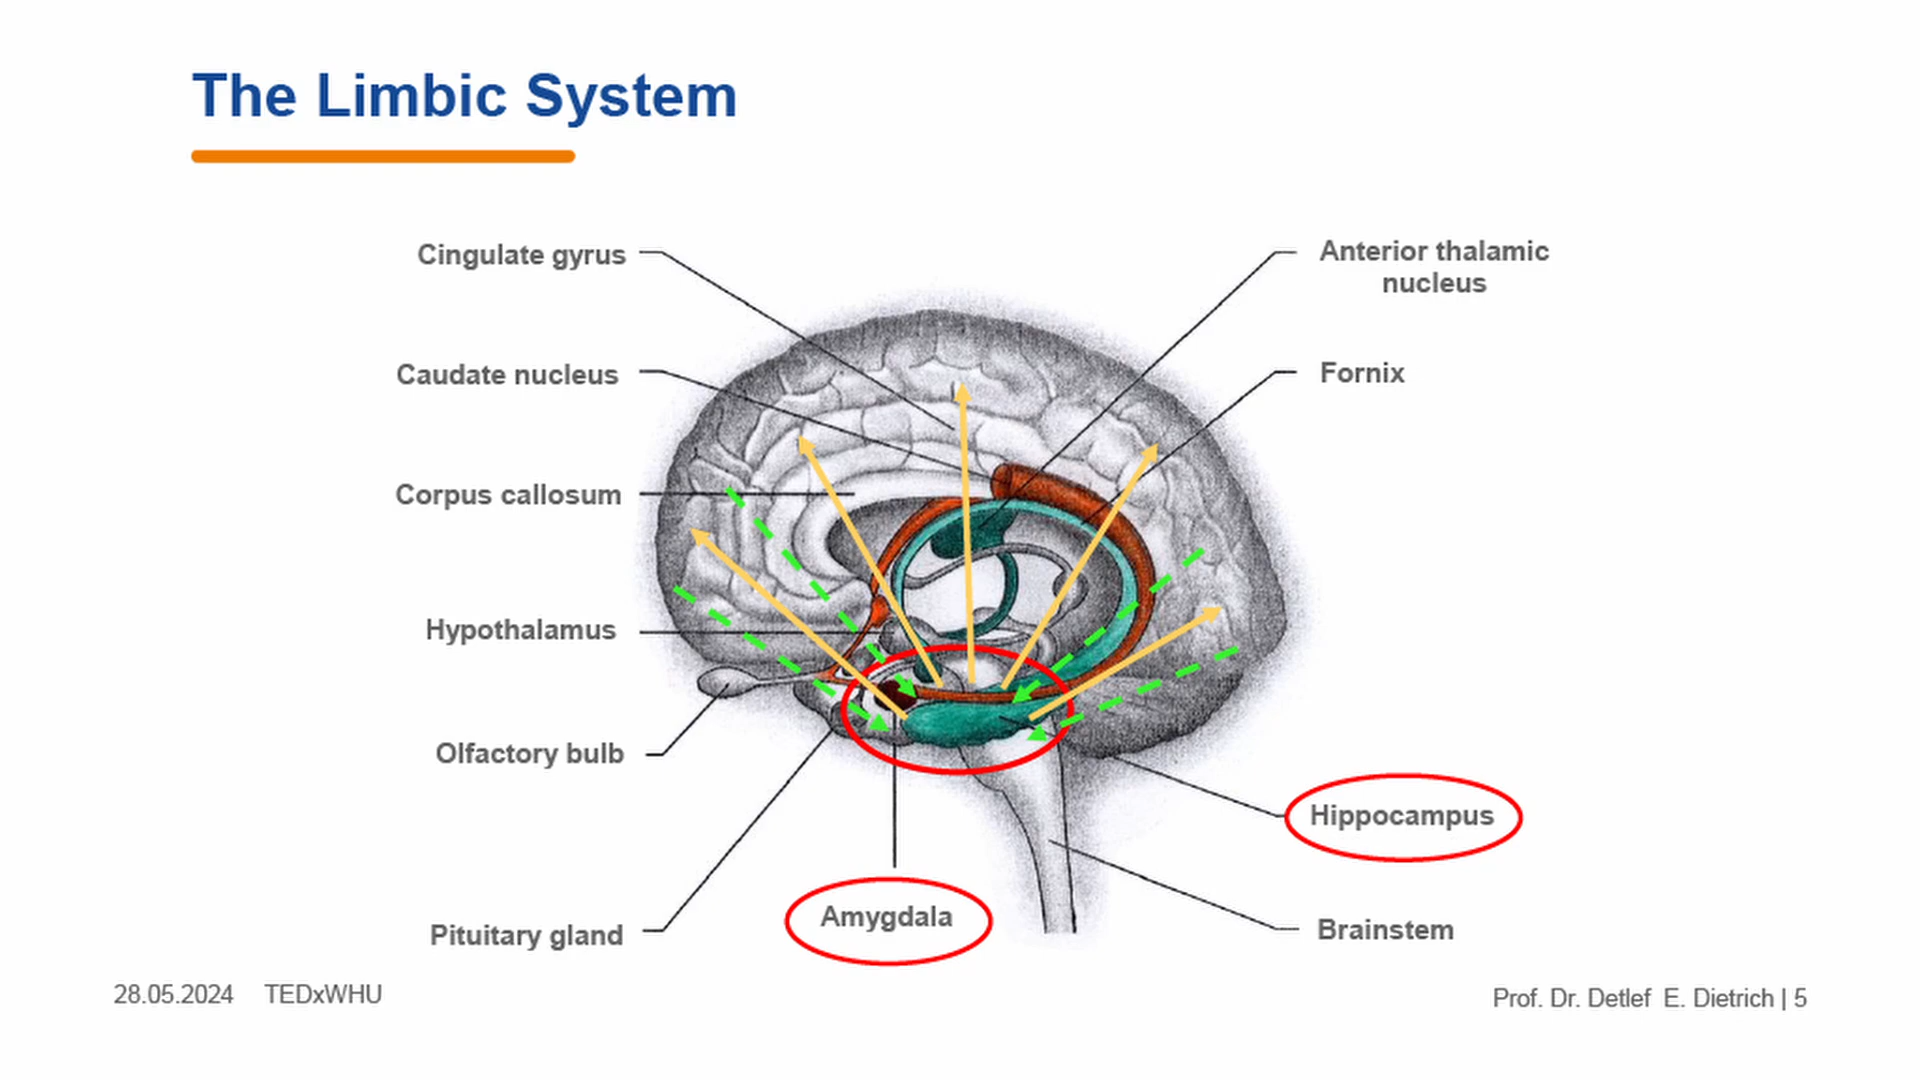 The Limbic System
Cingulate gyrus
Anterior thalamic
nucleus
Caudate nucleus
Fornix
Corpus callosum
Hypothalamus
Olfactory bulb
Hippocampus
Amygdala
Pituitary gland
Brainstem
28.05.2024 TEDxWHU
Prof. Dr. Detlef E. Dietrich | 5